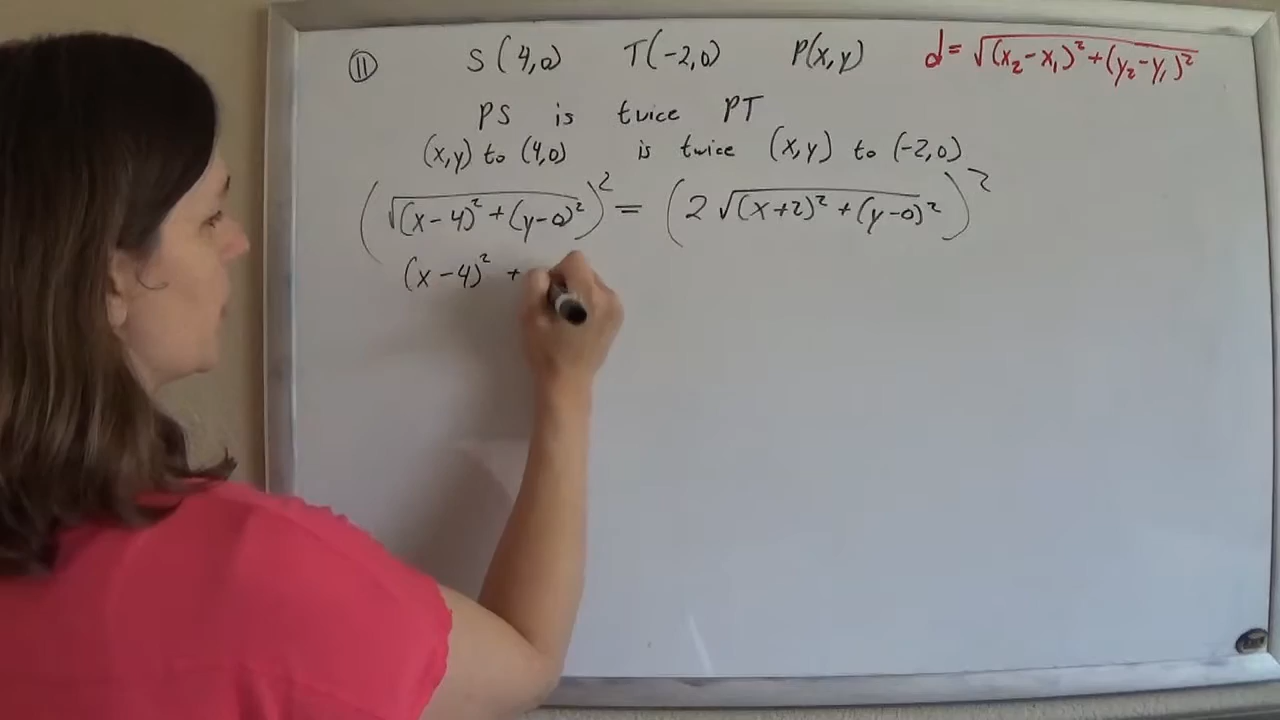 ⑪ S(4,0) T(-2,0) P(x,y) d=√(x₂-x₁)²+(y₂-y₁)²
PS is twice PT
(x,y) to (4,0) is twice (x,y) to (-2,0)
(√(x-4)²+(y-0)²)² = (2√(x+2)²+(y-0)²)²
(x-4)² +